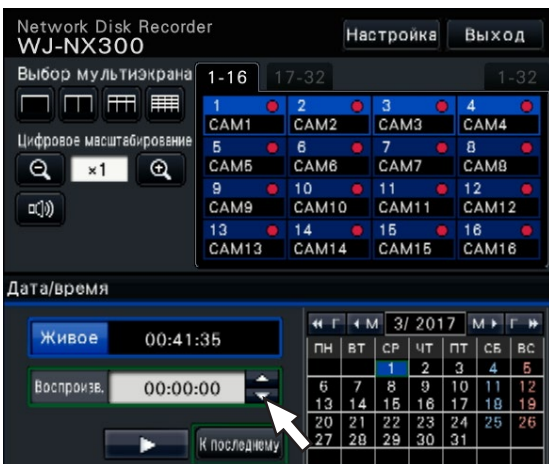 Network Disk Recorder
WJ-NX300
Настройка
Выход
Выбор мультиэкрана
1-16 17-32 1-32
1 2 3 4
CAM1 CAM2 CAM3 CAM4
Цифровое масштабирование
5 6 7 8
×1
CAM5 CAM6 CAM7 CAM8
9 10 11 12
CAM9 CAM10 CAM11 CAM12
13 14 15 16
CAM13 CAM14 CAM15 CAM16
Дата/время
Живое 00:41:35
Воспроизв. 00:00:00
К последнему
Г М 3/ 2017 М Г
ПН ВТ СР ЧТ ПТ СБ ВС
1 2 3 4 5
6 7 8 9 10 11 12
13 14 15 16 17 18 19
20 21 22 23 24 25 26
27 28 29 30 31